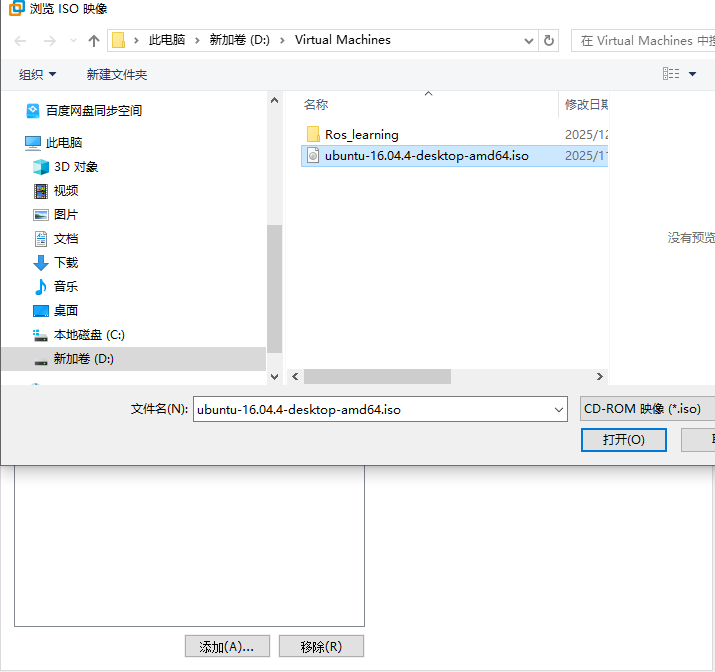 浏览 ISO 映像
此电脑 > 新加卷 (D:) > Virtual Machines
在 Virtual Machines 中
组织 新建文件夹
百度网盘同步空间
此电脑
3D 对象
视频
图片
文档
下载
音乐
桌面
本地磁盘 (C:)
新加卷 (D:)
名称 修改日期
Ros_learning 2025/12
ubuntu-16.04.4-desktop-amd64.iso 2025/11
没有预览
文件名(N): ubuntu-16.04.4-desktop-amd64.iso CD-ROM 映像 (*.iso)
打开(O)
添加(A)... 移除(R)